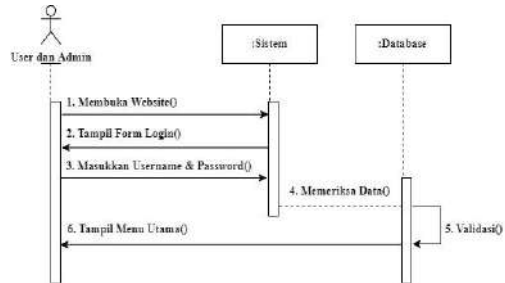 User dan Admin
:Sistem
:Database
1. Membuka Website()
2. Tampil Form Login()
3. Masukkan Username & Password()
4. Memeriksa Data()
5. Validasi()
6. Tampil Menu Utama()